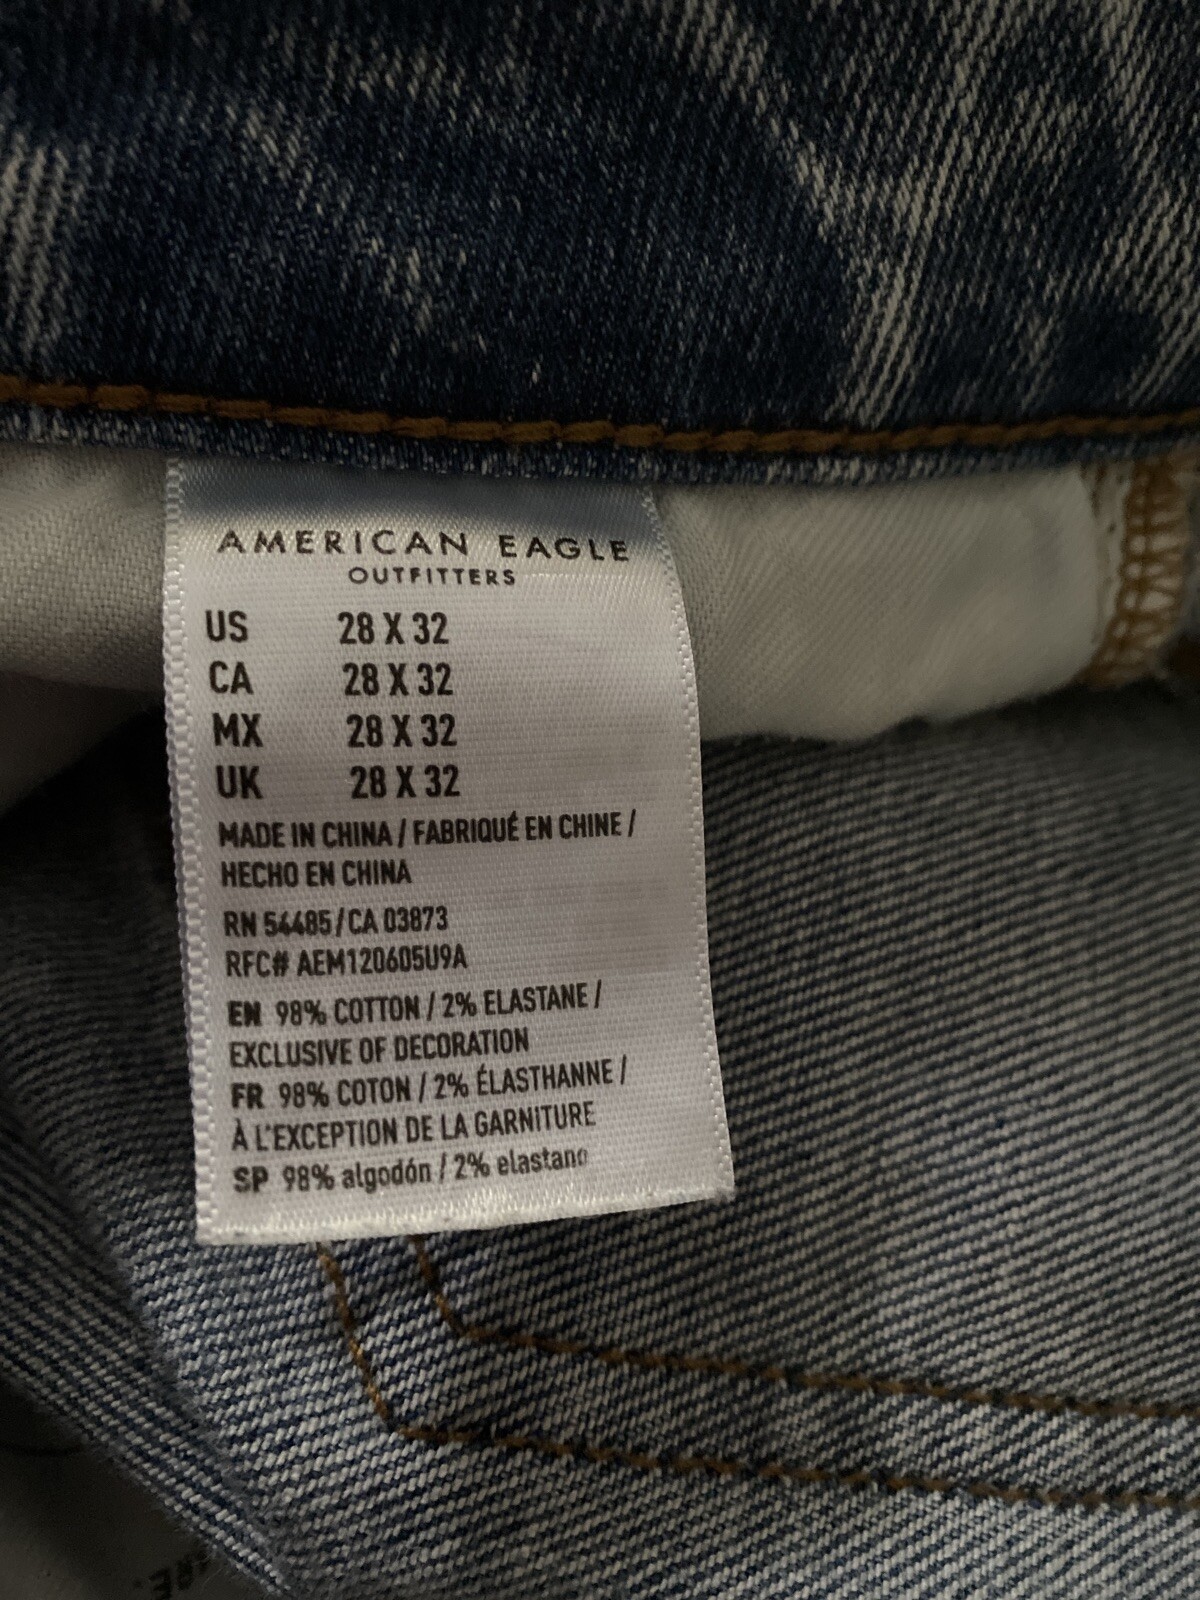 AMERICAN EAGLE
OUTFITTERS
US 28 X 32
CA 28 X 32
MX 28 X 32
UK 28 X 32
MADE IN CHINA / FABRIQUÉ EN CHINE /
HECHO EN CHINA
RN 54485 / CA 03873
RFC# AEM120605U9A
EN 98% COTTON / 2% ELASTANE /
EXCLUSIVE OF DECORATION
FR 98% COTON / 2% ÉLASTHANNE /
À L'EXCEPTION DE LA GARNITURE
SP 98% algodón / 2% elastano